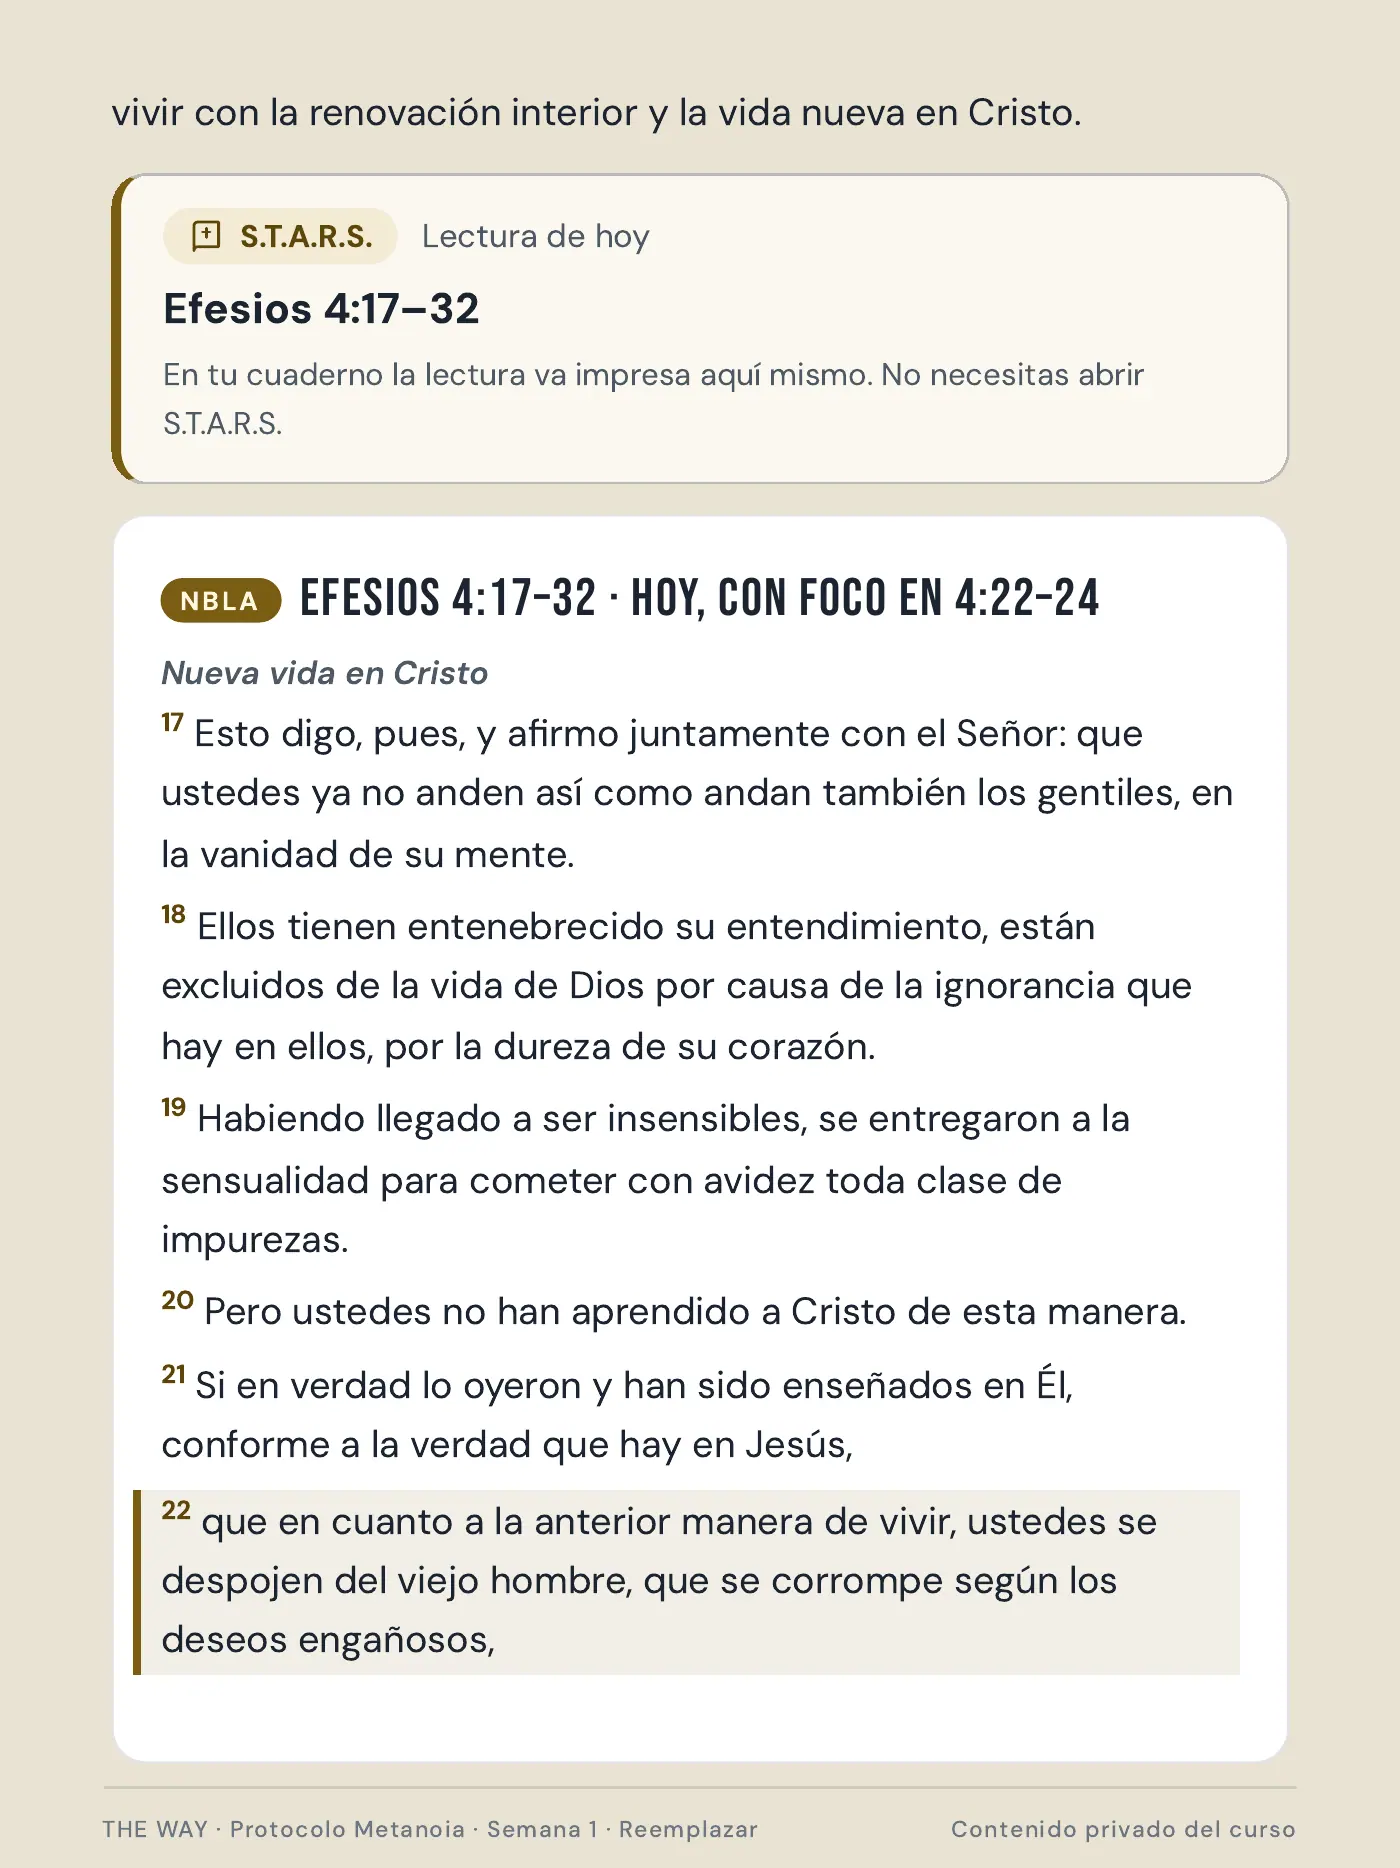 vivir con la renovación interior y la vida nueva en Cristo.
S.T.A.R.S. Lectura de hoy
Efesios 4:17–32
En tu cuaderno la lectura va impresa aquí mismo. No necesitas abrir
S.T.A.R.S.
NBLA EFESIOS 4:17–32 · HOY, CON FOCO EN 4:22–24
Nueva vida en Cristo
17 Esto digo, pues, y afirmo juntamente con el Señor: que
ustedes ya no anden así como andan también los gentiles, en
la vanidad de su mente.
18 Ellos tienen entenebrecido su entendimiento, están
excluidos de la vida de Dios por causa de la ignorancia que
hay en ellos, por la dureza de su corazón.
19 Habiendo llegado a ser insensibles, se entregaron a la
sensualidad para cometer con avidez toda clase de
impurezas.
20 Pero ustedes no han aprendido a Cristo de esta manera.
21 Si en verdad lo oyeron y han sido enseñados en Él,
conforme a la verdad que hay en Jesús,
22 que en cuanto a la anterior manera de vivir, ustedes se
despojen del viejo hombre, que se corrompe según los
deseos engañosos,
THE WAY · Protocolo Metanoia · Semana 1 · Reemplazar
Contenido privado del curso